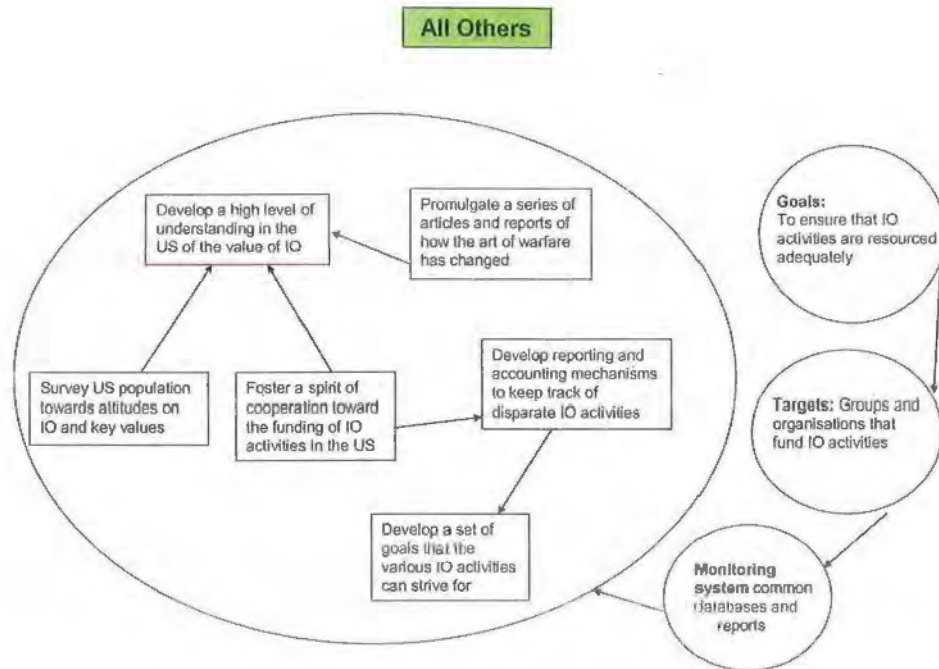 All Others
Develop a high level of
understanding in the
US of the value of IO
Promulgate a series of
articles and reports of
how the art of warfare
has changed
Goals:
To ensure that IO
activities are resourced
adequately
Survey US population
towards attitudes on
IO and key values
Foster a spirit of
cooperation toward
the funding of IO
activities in the US
Develop reporting and
accounting mechanisms
to keep track of
disparate IO activities
Targets: Groups and
organisations that
fund IO activities
Develop a set of
goals that the
various IO activities
can strive for
Monitoring
system common
databases and
reports